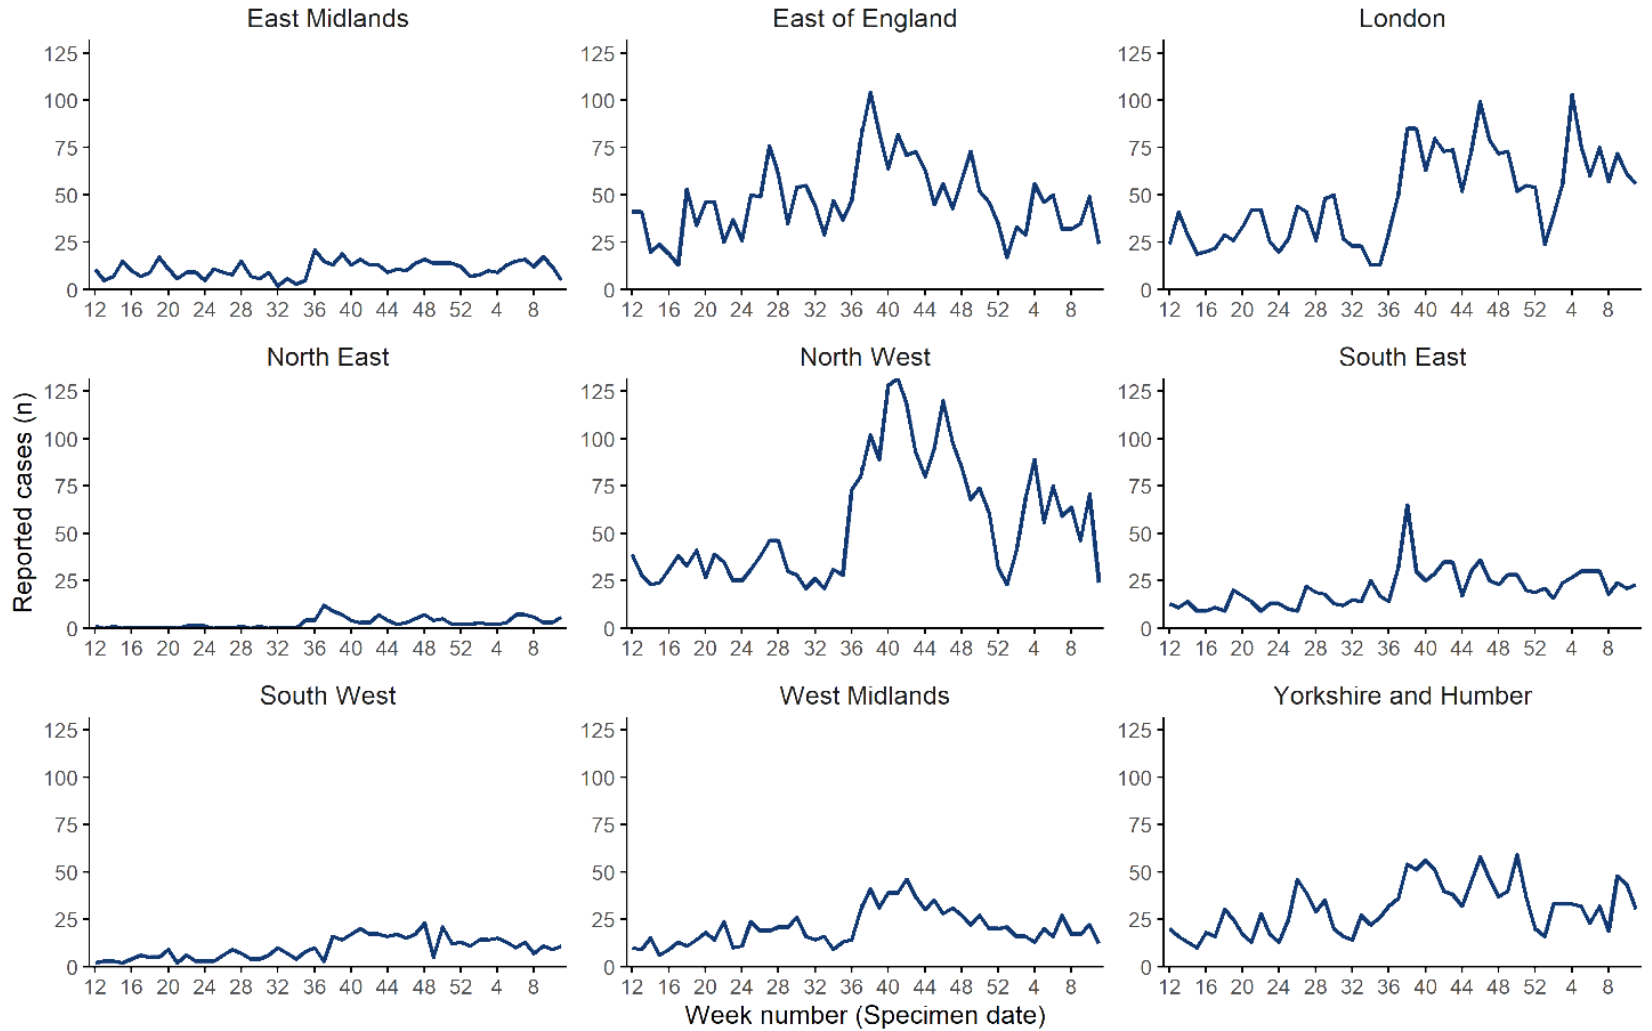 East Midlands East of England London
125 125 125
100 100 100
75 75 75
50 50 50
25 25 25
0 0 0
12 16 20 24 28 32 36 40 44 48 52 4 8 12 16 20 24 28 32 36 40 44 48 52 4 8 12 16 20 24 28 32 36 40 44 48 52 4 8
North East North West South East
125 125 125
100 100 100
75 75 75
50 50 50
25 25 25
0 0 0
12 16 20 24 28 32 36 40 44 48 52 4 8 12 16 20 24 28 32 36 40 44 48 52 4 8 12 16 20 24 28 32 36 40 44 48 52 4 8
Reported cases (n)
South West West Midlands Yorkshire and Humber
125 125 125
100 100 100
75 75 75
50 50 50
25 25 25
0 0 0
12 16 20 24 28 32 36 40 44 48 52 4 8 12 16 20 24 28 32 36 40 44 48 52 4 8 12 16 20 24 28 32 36 40 44 48 52 4 8
Week number (Specimen date)